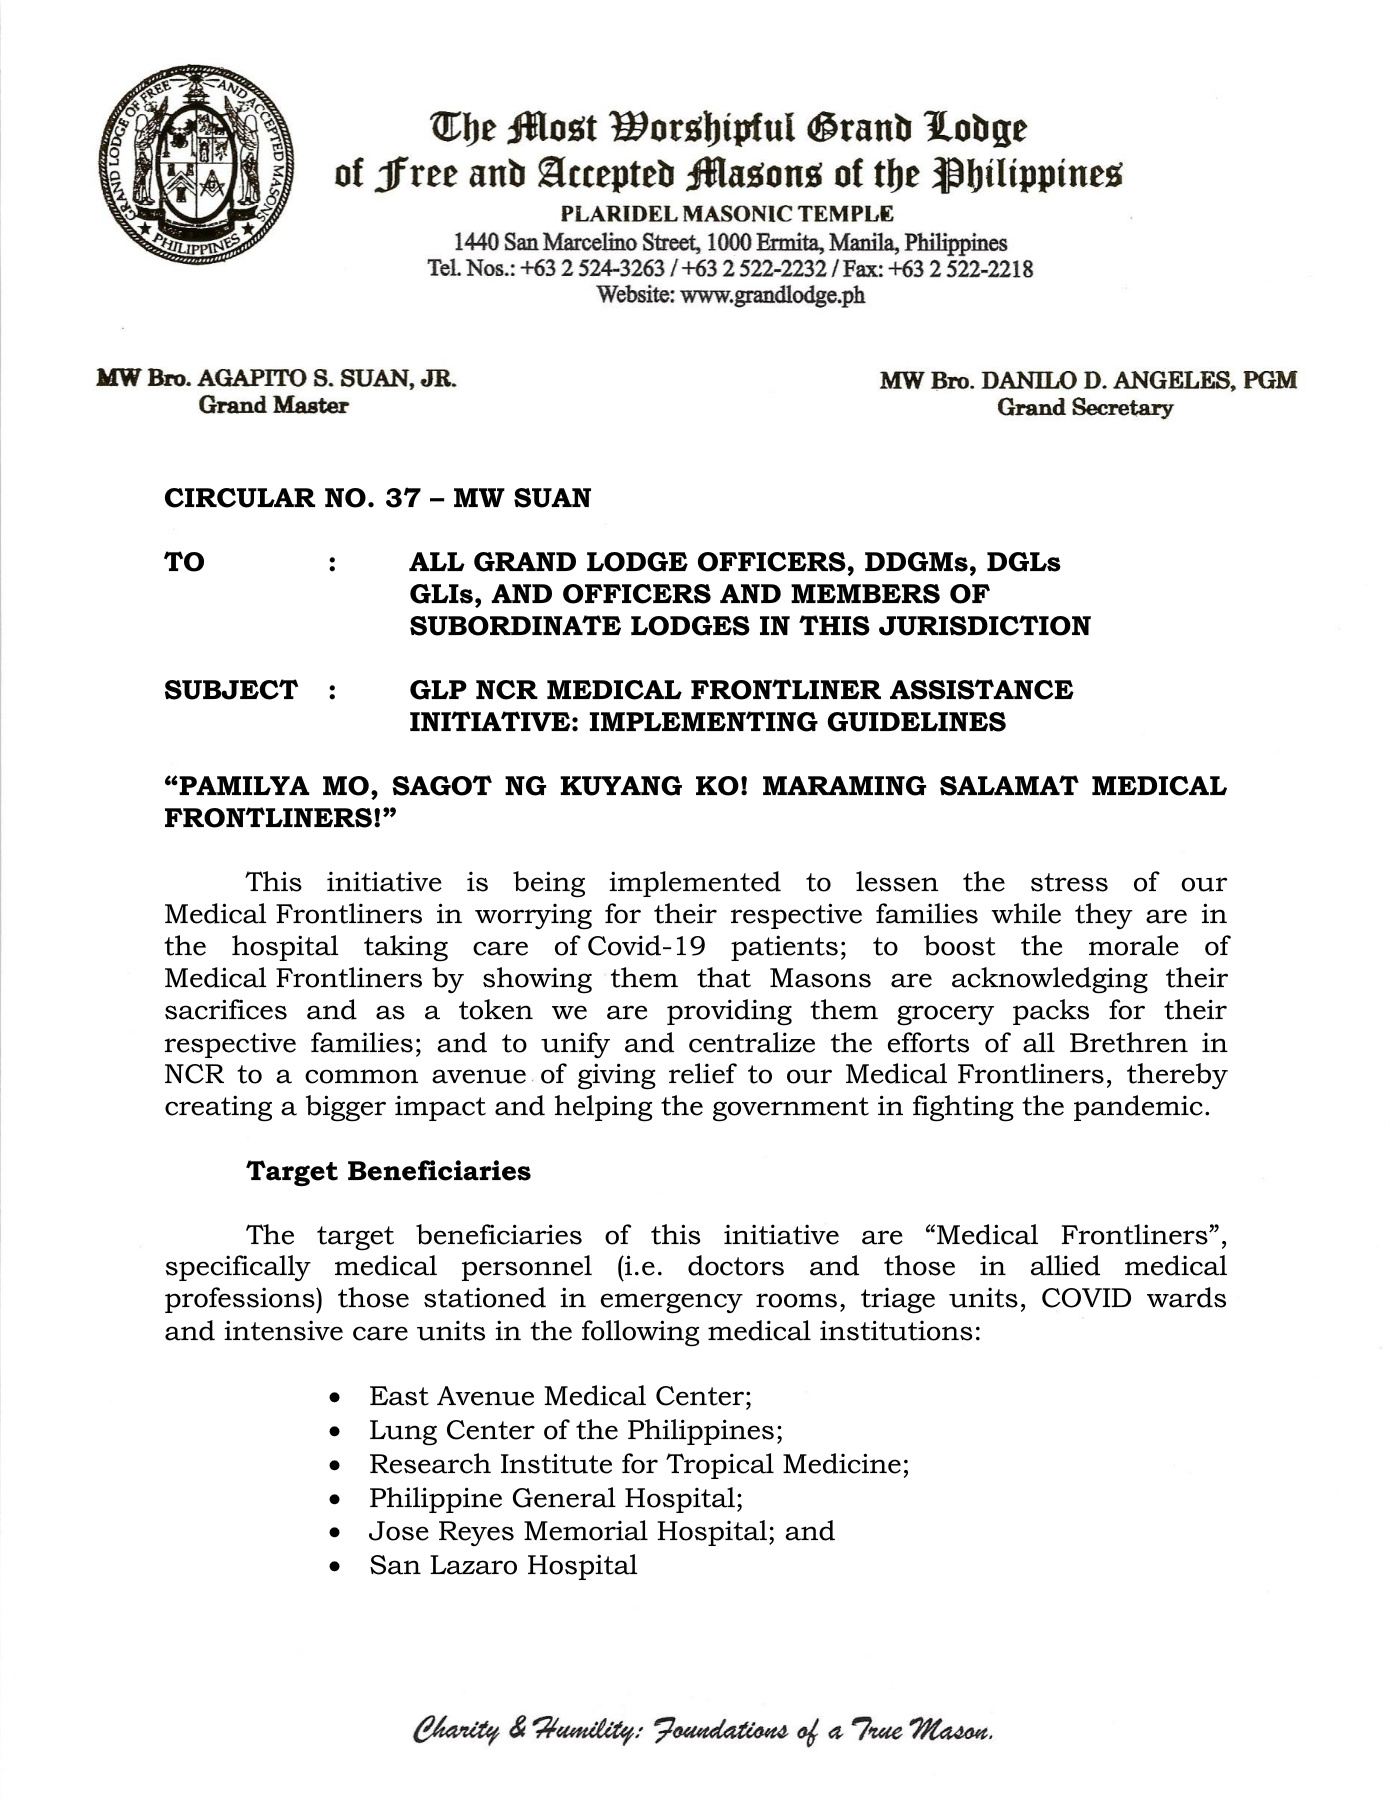 GRAND LODGE OF FREE AND ACCEPTED MASONS
★ PHILIPPINES ★
The Most Worshipful Grand Lodge
of Free and Accepted Masons of the Philippines
PLARIDEL MASONIC TEMPLE
1440 San Marcelino Street, 1000 Ermita, Manila, Philippines
Tel. Nos.: +63 2 524-3263 / +63 2 522-2232 / Fax: +63 2 522-2218
Website: www.grandlodge.ph
MW Bro. AGAPITO S. SUAN, JR.
Grand Master
MW Bro. DANILO D. ANGELES, PGM
Grand Secretary
CIRCULAR NO. 37 – MW SUAN
TO : ALL GRAND LODGE OFFICERS, DDGMs, DGLs
GLIs, AND OFFICERS AND MEMBERS OF
SUBORDINATE LODGES IN THIS JURISDICTION
SUBJECT : GLP NCR MEDICAL FRONTLINER ASSISTANCE
INITIATIVE: IMPLEMENTING GUIDELINES
“PAMILYA MO, SAGOT NG KUYANG KO! MARAMING SALAMAT MEDICAL
FRONTLINERS!”
This initiative is being implemented to lessen the stress of our
Medical Frontliners in worrying for their respective families while they are in
the hospital taking care of Covid-19 patients; to boost the morale of
Medical Frontliners by showing them that Masons are acknowledging their
sacrifices and as a token we are providing them grocery packs for their
respective families; and to unify and centralize the efforts of all Brethren in
NCR to a common avenue of giving relief to our Medical Frontliners, thereby
creating a bigger impact and helping the government in fighting the pandemic.
Target Beneficiaries
The target beneficiaries of this initiative are “Medical Frontliners”,
specifically medical personnel (i.e. doctors and those in allied medical
professions) those stationed in emergency rooms, triage units, COVID wards
and intensive care units in the following medical institutions:
• East Avenue Medical Center;
• Lung Center of the Philippines;
• Research Institute for Tropical Medicine;
• Philippine General Hospital;
• Jose Reyes Memorial Hospital; and
• San Lazaro Hospital
Charity & Humility: Foundations of a True Mason.